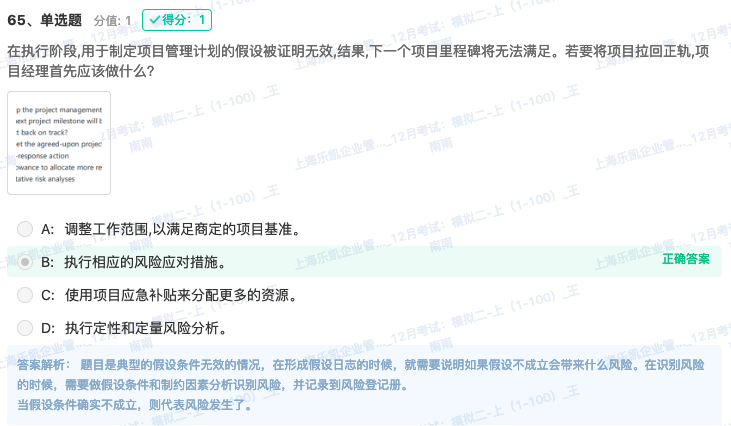 65、单选题 分值: 1 得分: 1
在执行阶段,用于制定项目管理计划的假设被证明无效,结果,下一个项目里程碑将无法满足。若要将项目拉回正轨,项
目经理首先应该做什么?
p the project management
ext project milestone will b
t back on track?
et the agreed-upon projec
-response action
owance to allocate more re
tative risk analyses
A: 调整工作范围,以满足商定的项目基准。
B: 执行相应的风险应对措施。
正确答案
C: 使用项目应急补贴来分配更多的资源。
D: 执行定性和定量风险分析。
答案解析: 题目是典型的假设条件无效的情况,在形成假设日志的时候,就需要说明如果假设不成立会带来什么风险。在识别风险
的时候,需要做假设条件和制约因素分析识别风险,并记录到风险登记册。
当假设条件确实不成立,则代表风险发生了。
上海乐凯企业管...._12月考试: 模拟二-上（1-100）_王
南南